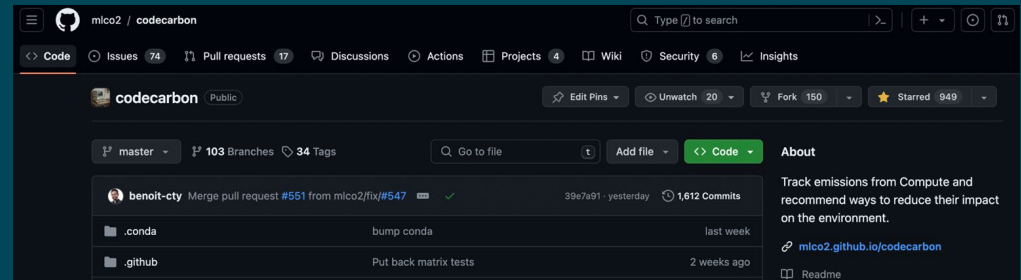 mlco2 / codecarbon
Type / to search
Code
Issues 74
Pull requests 17
Discussions
Actions
Projects 4
Wiki
Security 6
Insights
codecarbon Public
Edit Pins
Unwatch 20
Fork 150
Starred 949
master
103 Branches
34 Tags
Go to file
t
Add file
Code
About
Track emissions from Compute and
recommend ways to reduce their impact
on the environment.
mlco2.github.io/codecarbon
Readme
benoit-cty Merge pull request #551 from mlco2/fix/#547
39e7a91 · yesterday
1,612 Commits
.conda
bump conda
last week
.github
Put back matrix tests
2 weeks ago